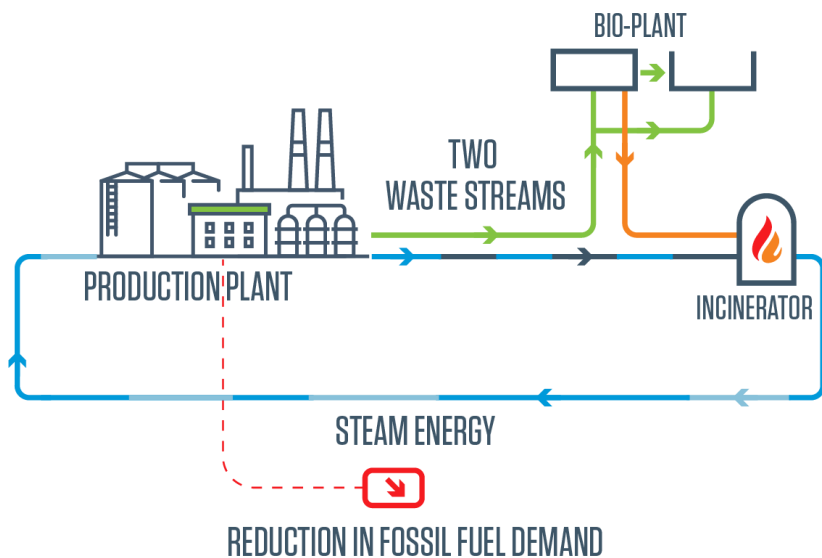 BIO-PLANT
TWO
WASTE STREAMS
PRODUCTION PLANT
INCINERATOR
STEAM ENERGY
REDUCTION IN FOSSIL FUEL DEMAND